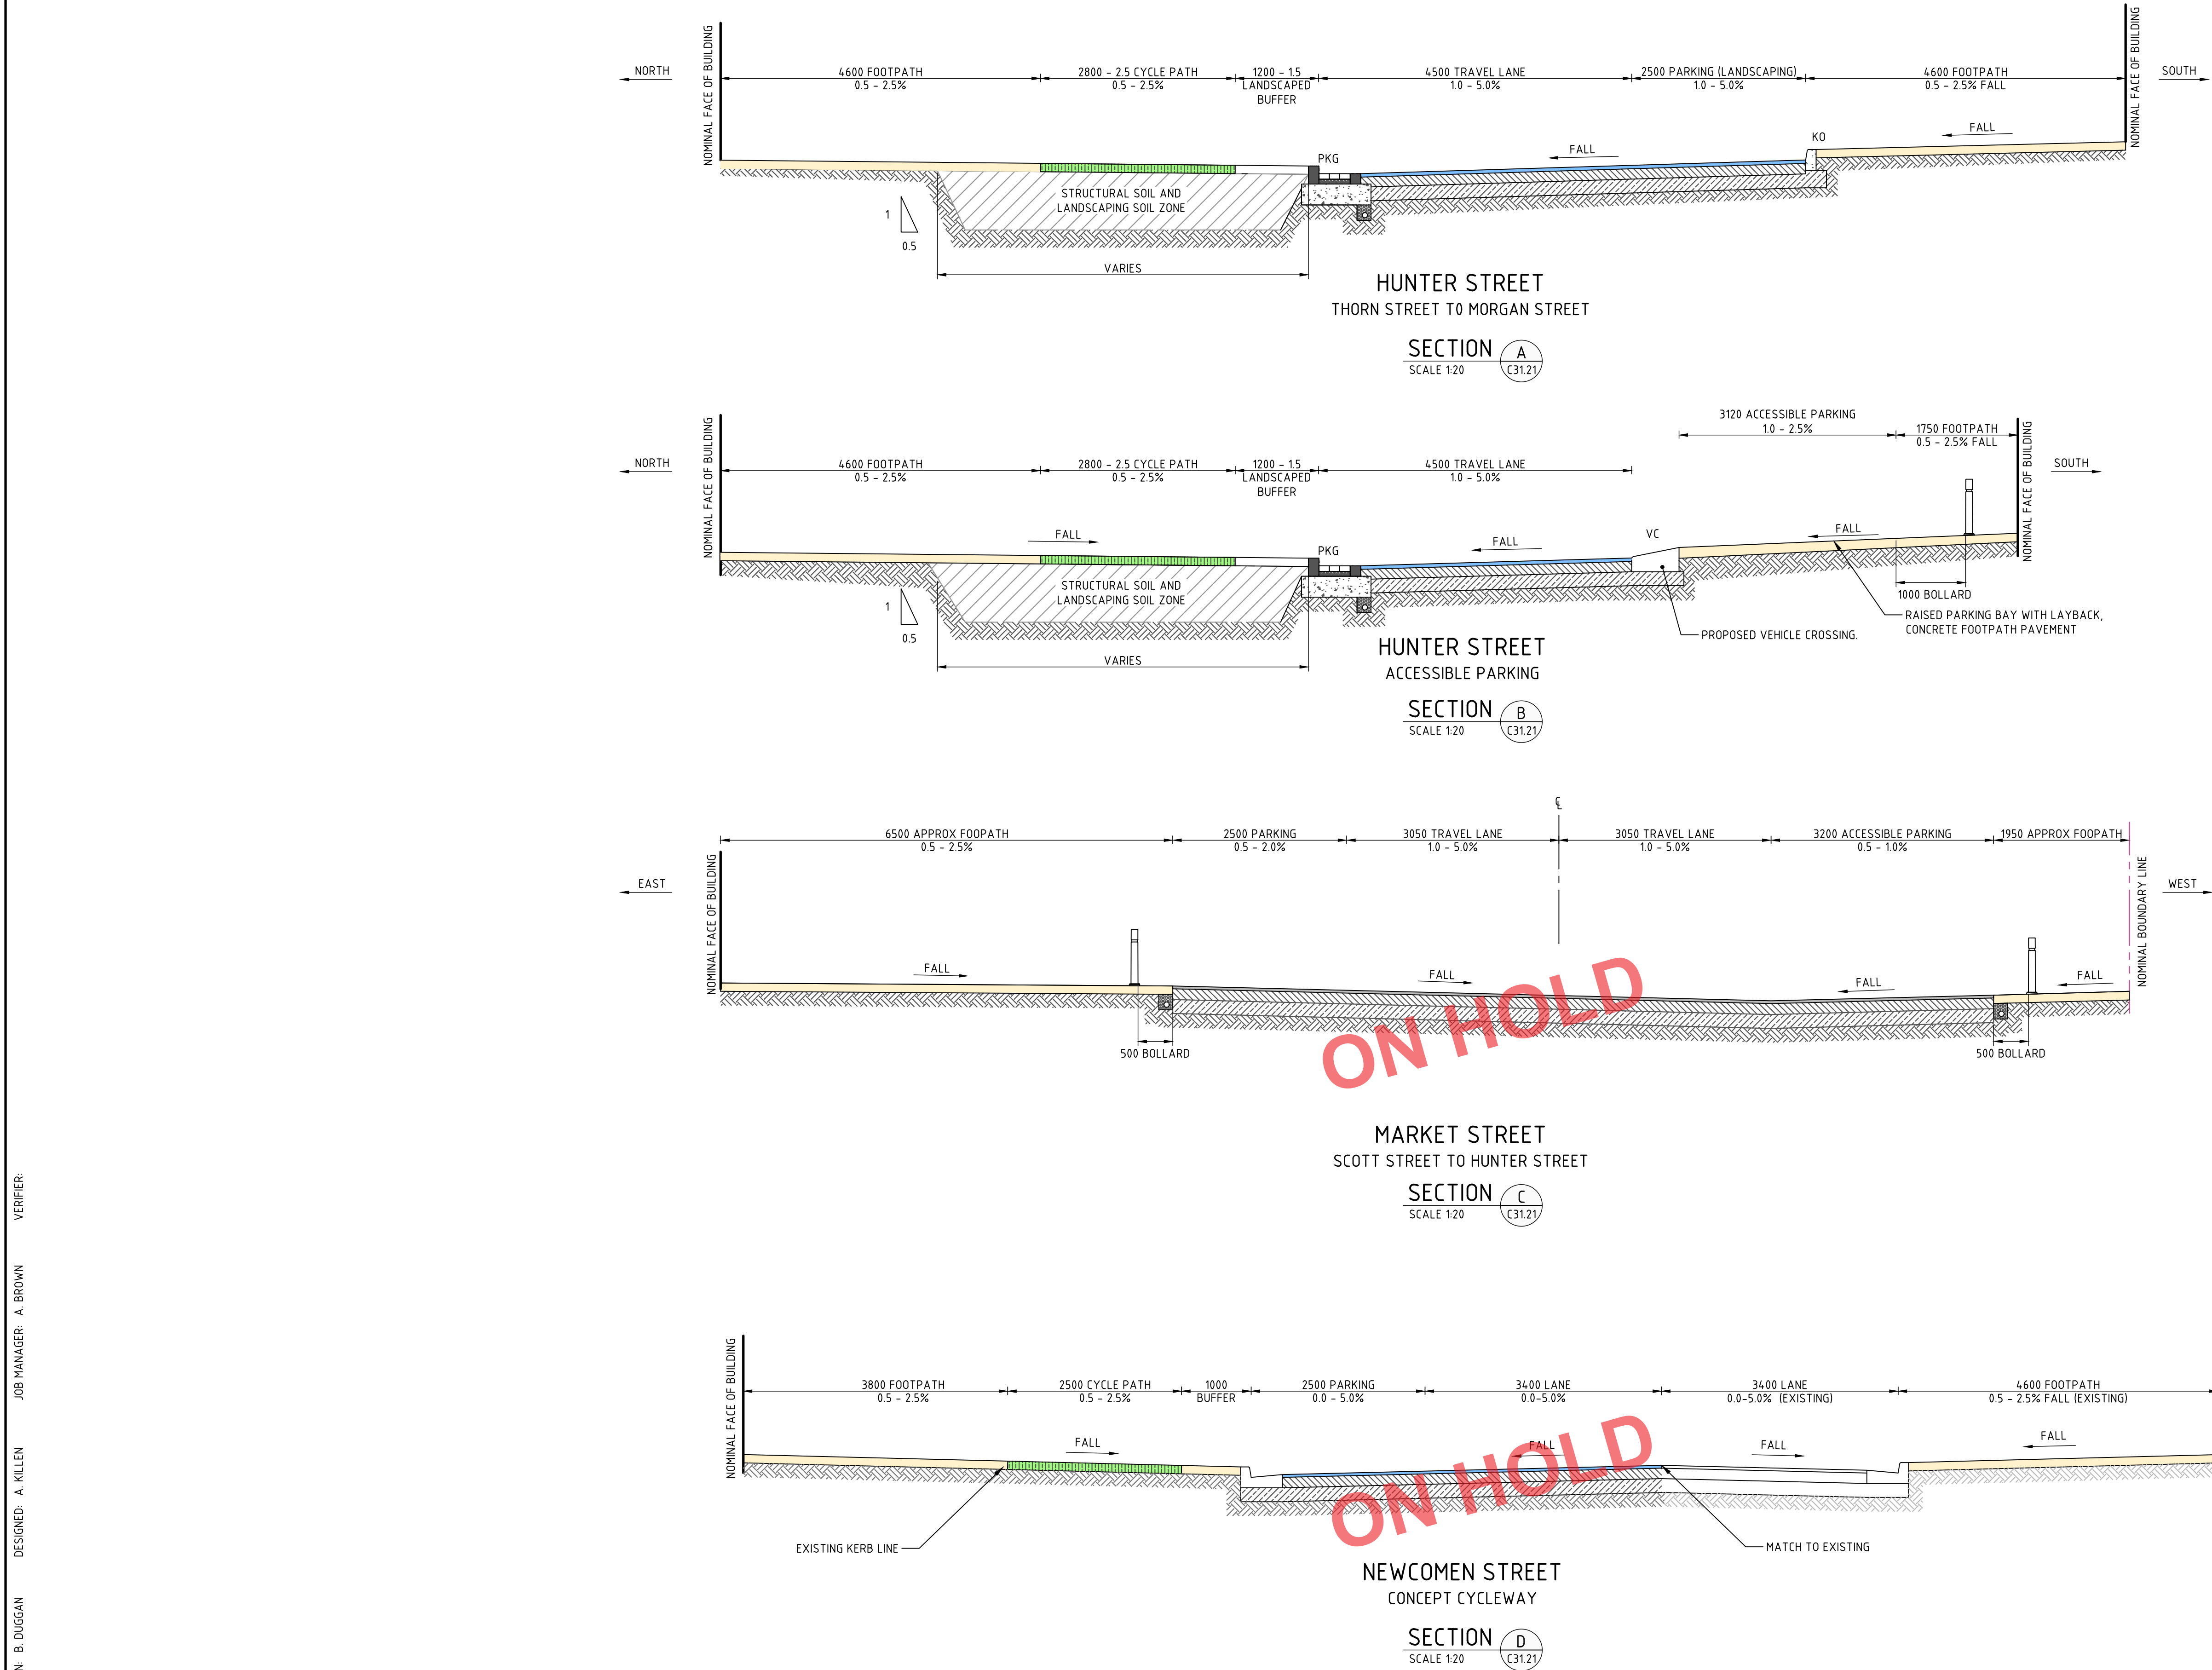 NOMINAL FACE OF BUILDING
NORTH
4600 FOOTPATH
0.5 - 2.5%
2800 - 2.5 CYCLE PATH
0.5 - 2.5%
1200 - 1.5
LANDSCAPED
BUFFER
4500 TRAVEL LANE
1.0 - 5.0%
2500 PARKING (LANDSCAPING)
1.0 - 5.0%
4600 FOOTPATH
0.5 - 2.5% FALL
NOMINAL FACE OF BUILDING
SOUTH
PKG
FALL
KO
FALL
STRUCTURAL SOIL AND
LANDSCAPING SOIL ZONE
1
0.5
VARIES
HUNTER STREET
THORN STREET TO MORGAN STREET
SECTION A
SCALE 1:20 C31.21
NOMINAL FACE OF BUILDING
NORTH
4600 FOOTPATH
0.5 - 2.5%
2800 - 2.5 CYCLE PATH
0.5 - 2.5%
1200 - 1.5
LANDSCAPED
BUFFER
4500 TRAVEL LANE
1.0 - 5.0%
3120 ACCESSIBLE PARKING
1.0 - 2.5%
1750 FOOTPATH
0.5 - 2.5% FALL
NOMINAL FACE OF BUILDING
SOUTH
FALL
PKG
FALL
VC
FALL
STRUCTURAL SOIL AND
LANDSCAPING SOIL ZONE
1
0.5
VARIES
1000 BOLLARD
RAISED PARKING BAY WITH LAYBACK,
CONCRETE FOOTPATH PAVEMENT
PROPOSED VEHICLE CROSSING.
HUNTER STREET
ACCESSIBLE PARKING
SECTION B
SCALE 1:20 C31.21
NOMINAL FACE OF BUILDING
EAST
6500 APPROX FOOPATH
0.5 - 2.5%
2500 PARKING
0.5 - 2.0%
3050 TRAVEL LANE
1.0 - 5.0%
CL
3050 TRAVEL LANE
1.0 - 5.0%
3200 ACCESSIBLE PARKING
0.5 - 1.0%
1950 APPROX FOOPATH
NOMINAL BOUNDARY LINE
WEST
FALL
FALL
FALL
FALL
500 BOLLARD
500 BOLLARD
ON HOLD
MARKET STREET
SCOTT STREET TO HUNTER STREET
SECTION C
SCALE 1:20 C31.21
NOMINAL FACE OF BUILDING
3800 FOOTPATH
0.5 - 2.5%
2500 CYCLE PATH
0.5 - 2.5%
1000
BUFFER
2500 PARKING
0.0 - 5.0%
3400 LANE
0.0-5.0%
3400 LANE
0.0-5.0% (EXISTING)
4600 FOOTPATH
0.5 - 2.5% FALL (EXISTING)
FALL
FALL
FALL
FALL
EXISTING KERB LINE
MATCH TO EXISTING
ON HOLD
NEWCOMEN STREET
CONCEPT CYCLEWAY
SECTION D
SCALE 1:20 C31.21
N: B. DUGGAN DESIGNED: A. KILLEN JOB MANAGER: A. BROWN VERIFIER: